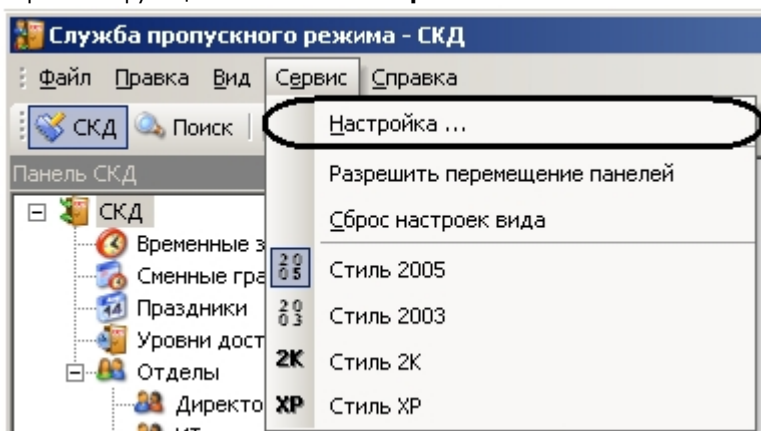 Служба пропускного режима - СКД
Файл Правка Вид Сервис Справка
СКД Поиск
Настройка ...
Панель СКД
Разрешить перемещение панелей
СКД
Сброс настроек вида
Временные з
Сменные гра
2005 Стиль 2005
Праздники
2003 Стиль 2003
Уровни дост
Отделы
2K Стиль 2K
Директо
XP Стиль XP